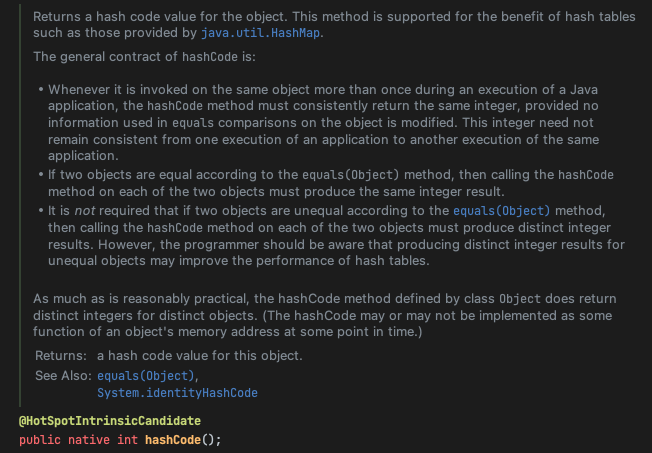 Returns a hash code value for the object. This method is supported for the benefit of hash tables
such as those provided by java.util.HashMap.
The general contract of hashCode is:
• Whenever it is invoked on the same object more than once during an execution of a Java
application, the hashCode method must consistently return the same integer, provided no
information used in equals comparisons on the object is modified. This integer need not
remain consistent from one execution of an application to another execution of the same
application.
• If two objects are equal according to the equals(Object) method, then calling the hashCode
method on each of the two objects must produce the same integer result.
• It is not required that if two objects are unequal according to the equals(Object) method,
then calling the hashCode method on each of the two objects must produce distinct integer
results. However, the programmer should be aware that producing distinct integer results for
unequal objects may improve the performance of hash tables.
As much as is reasonably practical, the hashCode method defined by class Object does return
distinct integers for distinct objects. (The hashCode may or may not be implemented as some
function of an object's memory address at some point in time.)
Returns: a hash code value for this object.
See Also: equals(Object),
System.identityHashCode
@HotSpotIntrinsicCandidate
public native int hashCode();